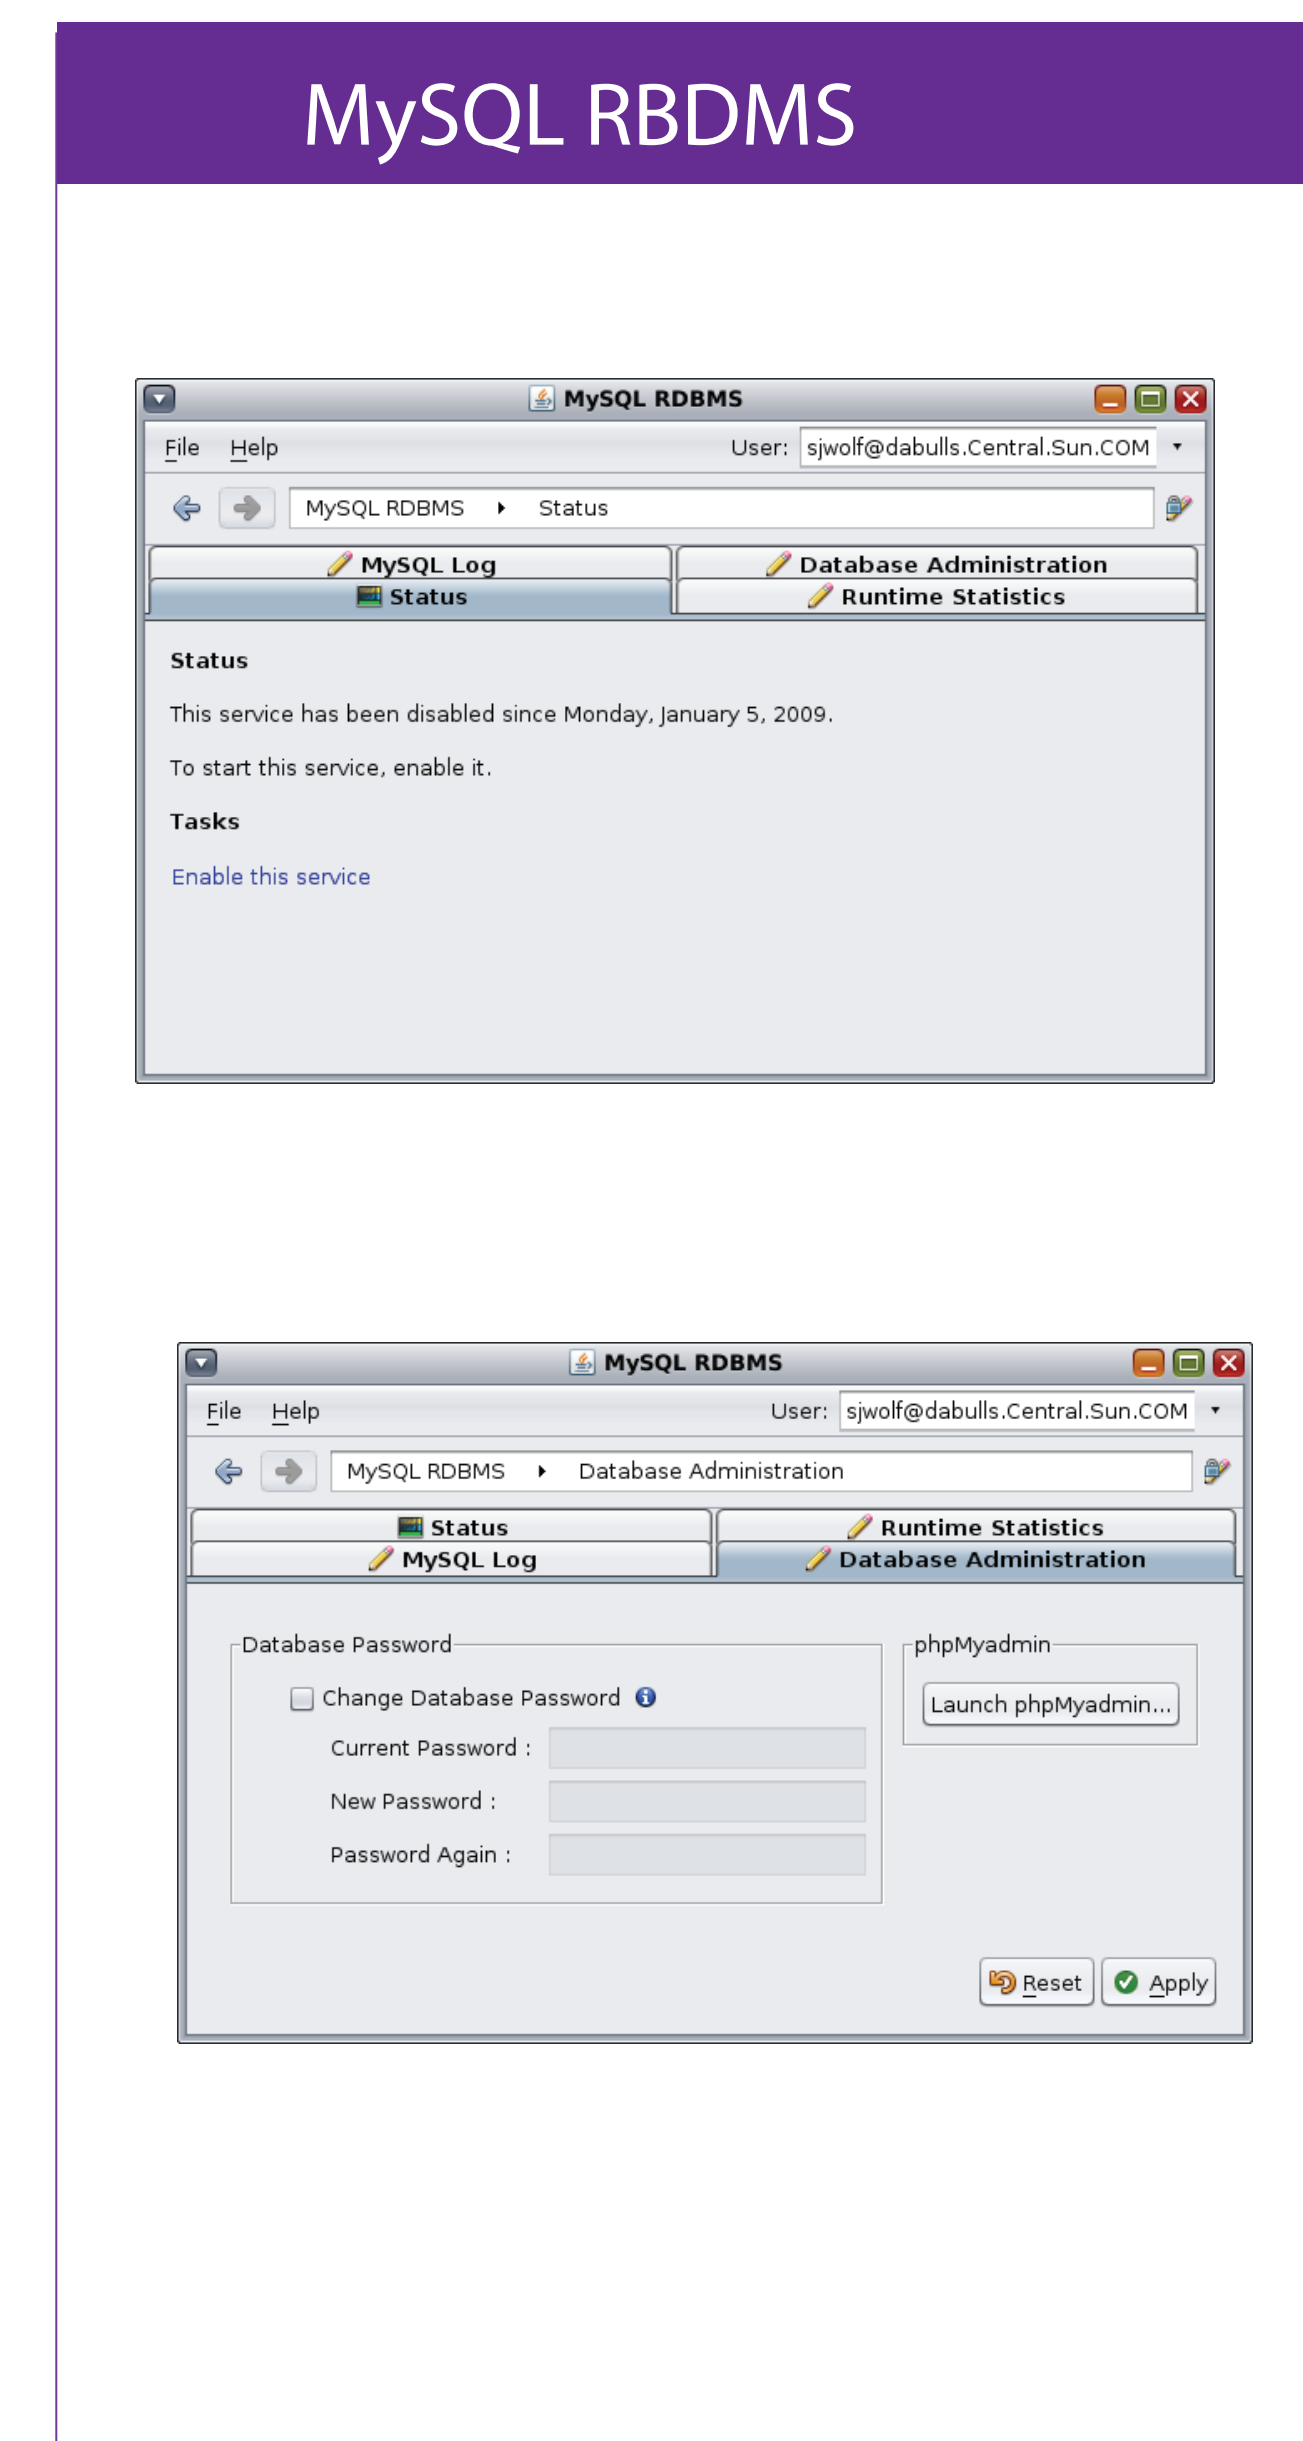 MySQL RBDMS
MySQL RDBMS
File Help User: sjwolf@dabulls.Central.Sun.COM
MySQL RDBMS Status
MySQL Log Database Administration
Status Runtime Statistics
Status
This service has been disabled since Monday, January 5, 2009.
To start this service, enable it.
Tasks
Enable this service
MySQL RDBMS
File Help User: sjwolf@dabulls.Central.Sun.COM
MySQL RDBMS Database Administration
Status Runtime Statistics
MySQL Log Database Administration
Database Password phpMyadmin
Change Database Password Launch phpMyadmin...
Current Password :
New Password :
Password Again :
Reset Apply